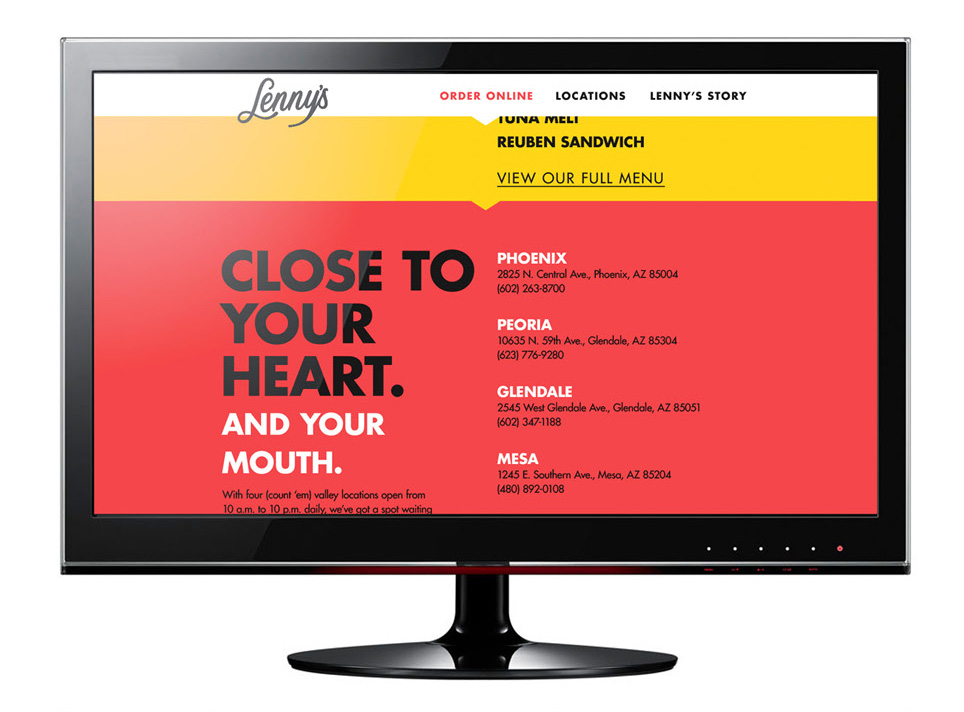 Lenny's
ORDER ONLINE LOCATIONS LENNY'S STORY
TUNA MELT
REUBEN SANDWICH
VIEW OUR FULL MENU
CLOSE TO
YOUR
HEART.
AND YOUR
MOUTH.
With four (count 'em) valley locations open from
10 a.m. to 10 p.m. daily, we've got a spot waiting
PHOENIX
2825 N. Central Ave., Phoenix, AZ 85004
(602) 263-8700
PEORIA
10635 N. 59th Ave., Glendale, AZ 85304
(623) 776-9280
GLENDALE
2545 West Glendale Ave., Glendale, AZ 85051
(602) 347-1188
MESA
1245 E. Southern Ave., Mesa, AZ 85204
(480) 892-0108